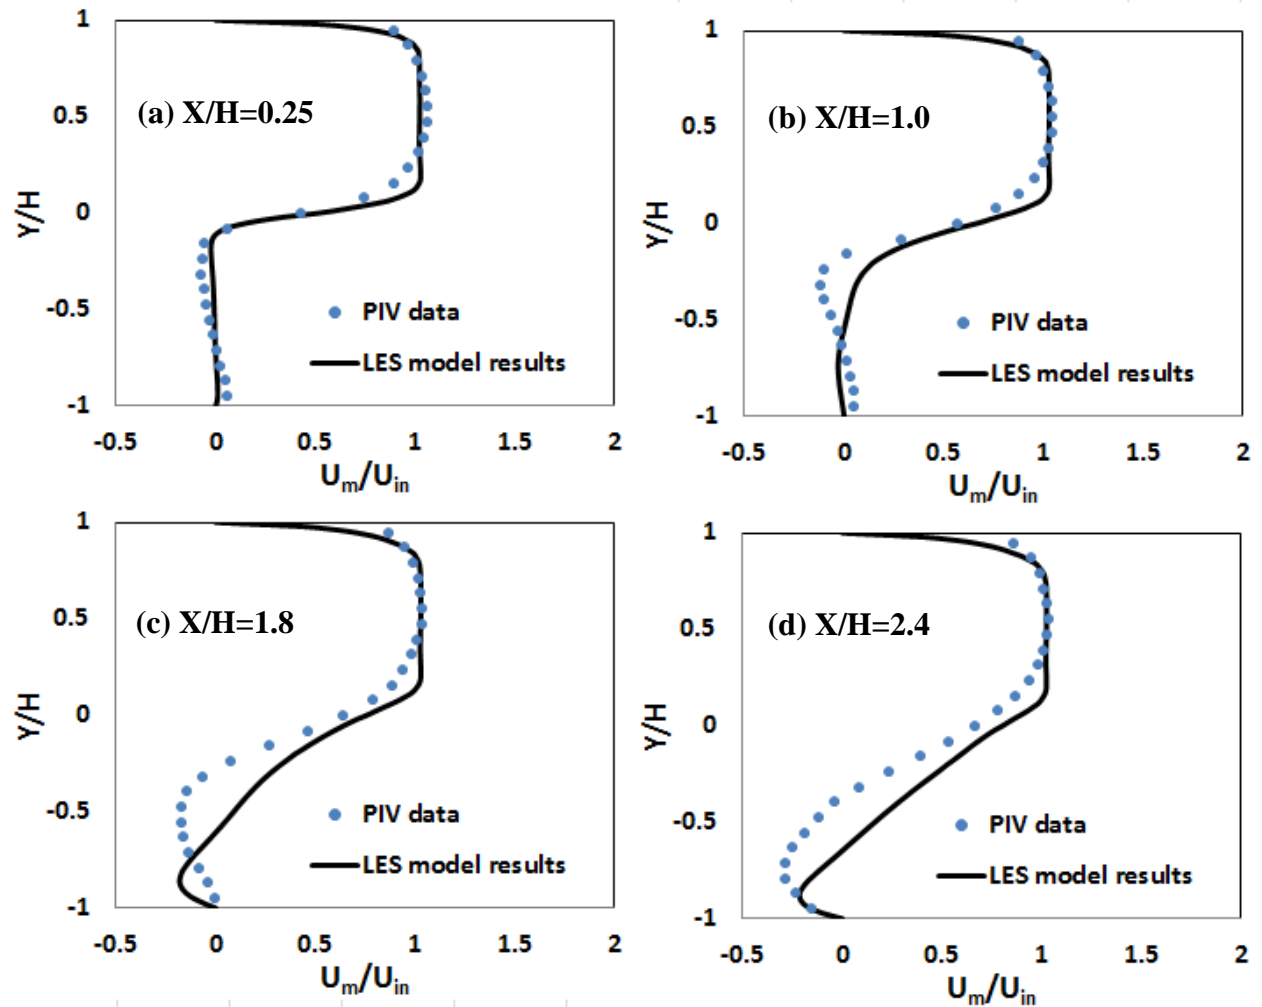 1
0.5
0
-0.5
-1
Y/H
(a) X/H=0.25
PIV data
LES model results
-0.5 0 0.5 1 1.5 2
Um/Uin
1
0.5
0
-0.5
-1
Y/H
(b) X/H=1.0
PIV data
LES model results
-0.5 0 0.5 1 1.5 2
Um/Uin
1
0.5
0
-0.5
-1
Y/H
(c) X/H=1.8
PIV data
LES model results
-0.5 0 0.5 1 1.5 2
Um/Uin
1
0.5
0
-0.5
-1
Y/H
(d) X/H=2.4
PIV data
LES model results
-0.5 0 0.5 1 1.5 2
Um/Uin